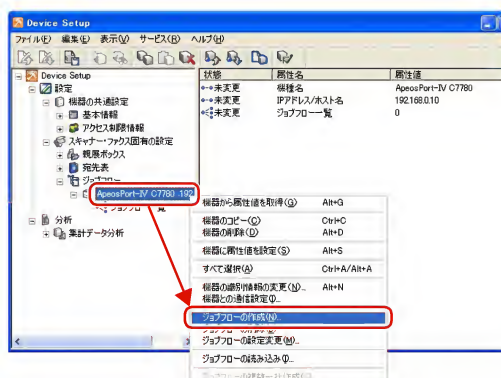 Device Setup
ファイル(F) 編集(E) 表示(V) サービス(R) ヘルプ(H)
Device Setup
設定
機器の共通設定
基本情報
アクセス制限情報
スキャナー・ファクス固有の設定
親展ボックス
宛先表
ジョブフロー
ApeosPort-IV C7780 192
分析
集計データ分析
状態 属性名 属性値
未変更 機種名 ApeosPort-IV C7780
未変更 IPアドレス/ホスト名 192.168.0.10
未変更 ジョブフロー一覧 0
機器から属性値を取得(G) Alt+G
機器のコピー(C) Ctrl+C
機器の削除(D) Alt+D
機器に属性値を設定(S) Alt+S
すべて選択(A) Ctrl+A/Alt+A
機器の識別情報の変更(N)... Alt+N
機器との通信設定(I)...
ジョブフローの作成(N)...
ジョブフローの設定変更(M)...
ジョブフローの読み込み(I)...